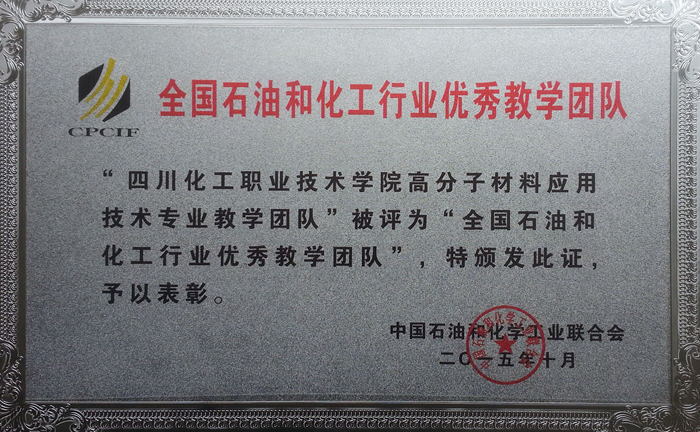 全国石油和化工行业优秀教学团队
CPCIF
“四川化工职业技术学院高分子材料应用
技术专业教学团队”被评为“全国石油和
化工行业优秀教学团队”，特颁发此证，
予以表彰。
中国石油和化学工业联合会
二〇一五年十月